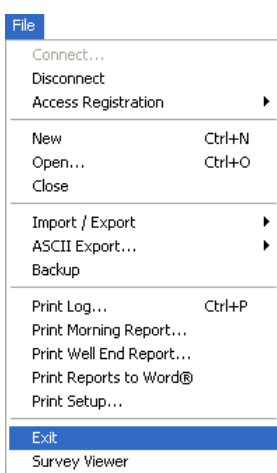 File
Connect...
Disconnect
Access Registration
New Ctrl+N
Open... Ctrl+O
Close
Import / Export
ASCII Export...
Backup
Print Log... Ctrl+P
Print Morning Report...
Print Well End Report...
Print Reports to Word®
Print Setup...
Exit
Survey Viewer